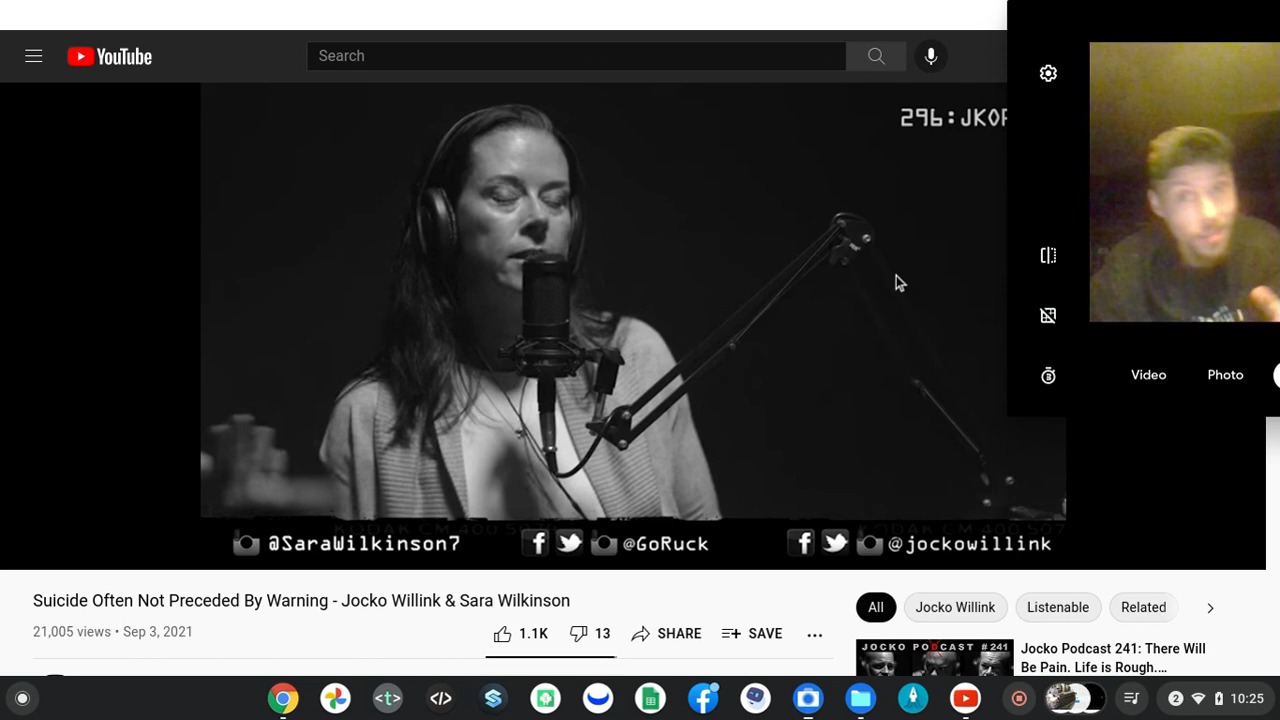 YouTube
Search
296:JKOP
Video
Photo
@SaraWilkinson7
@GoRuck
@jockowillink
Suicide Often Not Preceded By Warning - Jocko Willink & Sara Wilkinson
21,005 views • Sep 3, 2021
1.1K
13
SHARE
SAVE
All
Jocko Willink
Listenable
Related
JOCKO PODCAST #241
Jocko Podcast 241: There Will
Be Pain. Life is Rough....
<t>
</>
2
10:25